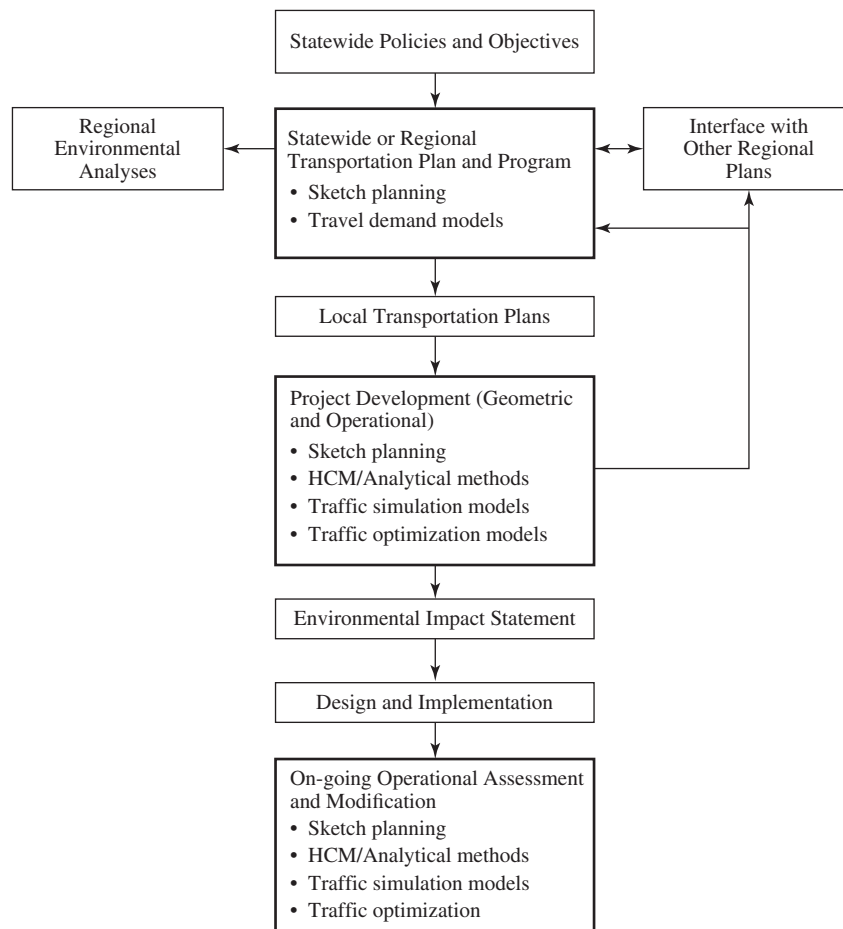 Statewide Policies and Objectives
Regional
Environmental
Analyses
Statewide or Regional
Transportation Plan and Program
• Sketch planning
• Travel demand models
Interface with
Other Regional
Plans
Local Transportation Plans
Project Development (Geometric
and Operational)
• Sketch planning
• HCM/Analytical methods
• Traffic simulation models
• Traffic optimization models
Environmental Impact Statement
Design and Implementation
On-going Operational Assessment
and Modification
• Sketch planning
• HCM/Analytical methods
• Traffic simulation models
• Traffic optimization